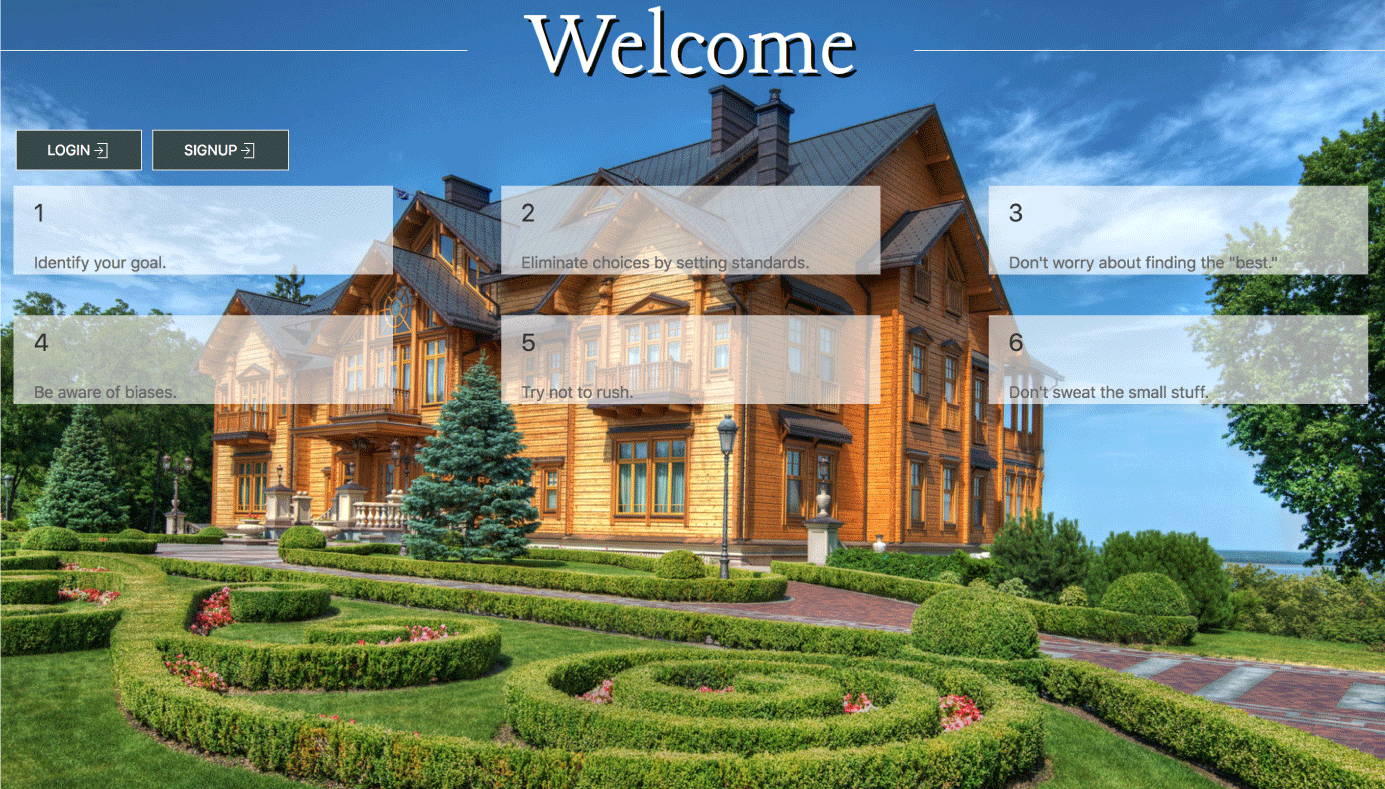 Welcome
LOGIN
SIGNUP
1
Identify your goal.
2
Eliminate choices by setting standards.
3
Don't worry about finding the "best."
4
Be aware of biases.
5
Try not to rush.
6
Don't sweat the small stuff.